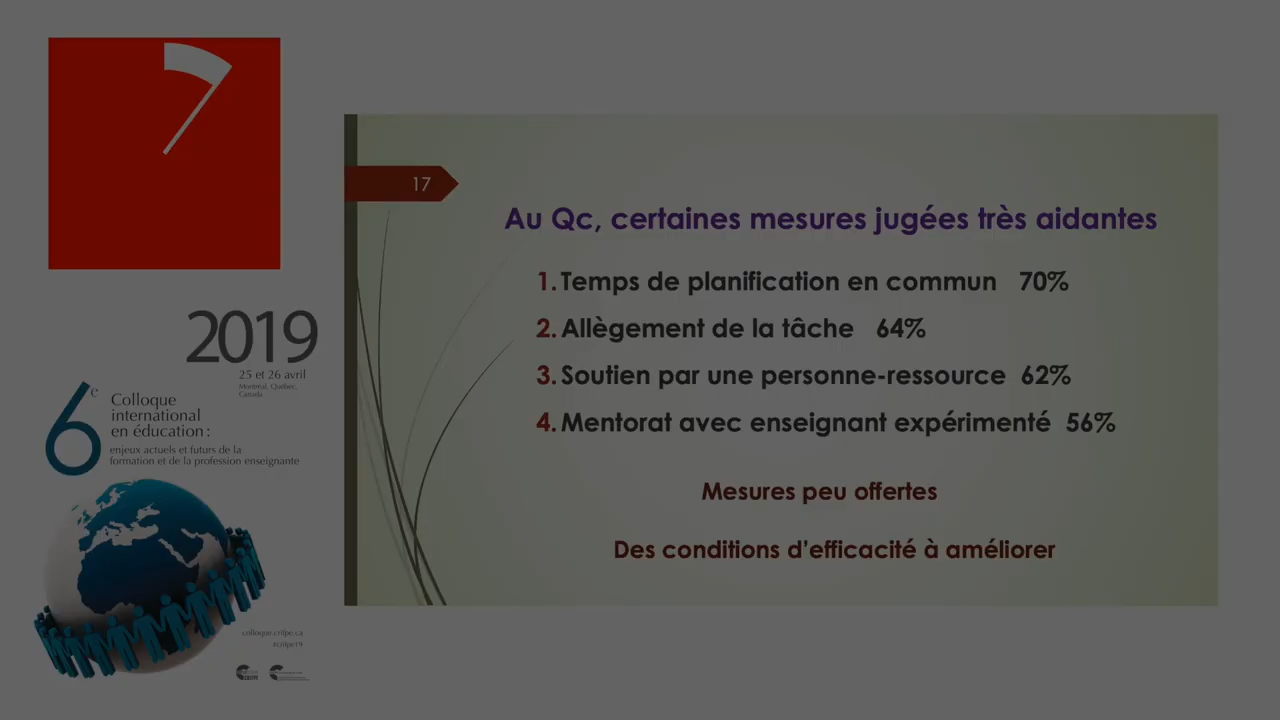 17
Au Qc, certaines mesures jugées très aidantes
1. Temps de planification en commun 70%
2. Allègement de la tâche 64%
3. Soutien par une personne-ressource 62%
4. Mentorat avec enseignant expérimenté 56%
Mesures peu offertes
Des conditions d'efficacité à améliorer
2019
25 et 26 avril
Montréal, Québec,
Canada
6e
Colloque
international
en éducation :
enjeux actuels et futurs de la
formation et de la profession enseignante
colloque.crifpe.ca
#crifpe19